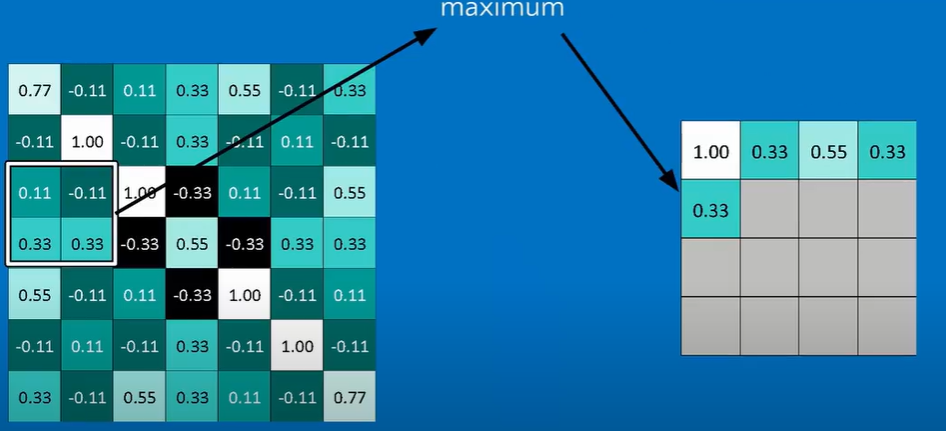 maximum
0.77 -0.11 0.11 0.33 0.55 -0.11 0.33
-0.11 1.00 -0.11 0.33 -0.11 0.11 -0.11
0.11 -0.11 1.00 -0.33 0.11 -0.11 0.55
0.33 0.33 -0.33 0.55 -0.33 0.33 0.33
0.55 -0.11 0.11 -0.33 1.00 -0.11 0.11
-0.11 0.11 -0.11 0.33 -0.11 1.00 -0.11
0.33 -0.11 0.55 0.33 0.11 -0.11 0.77
1.00 0.33 0.55 0.33
0.33